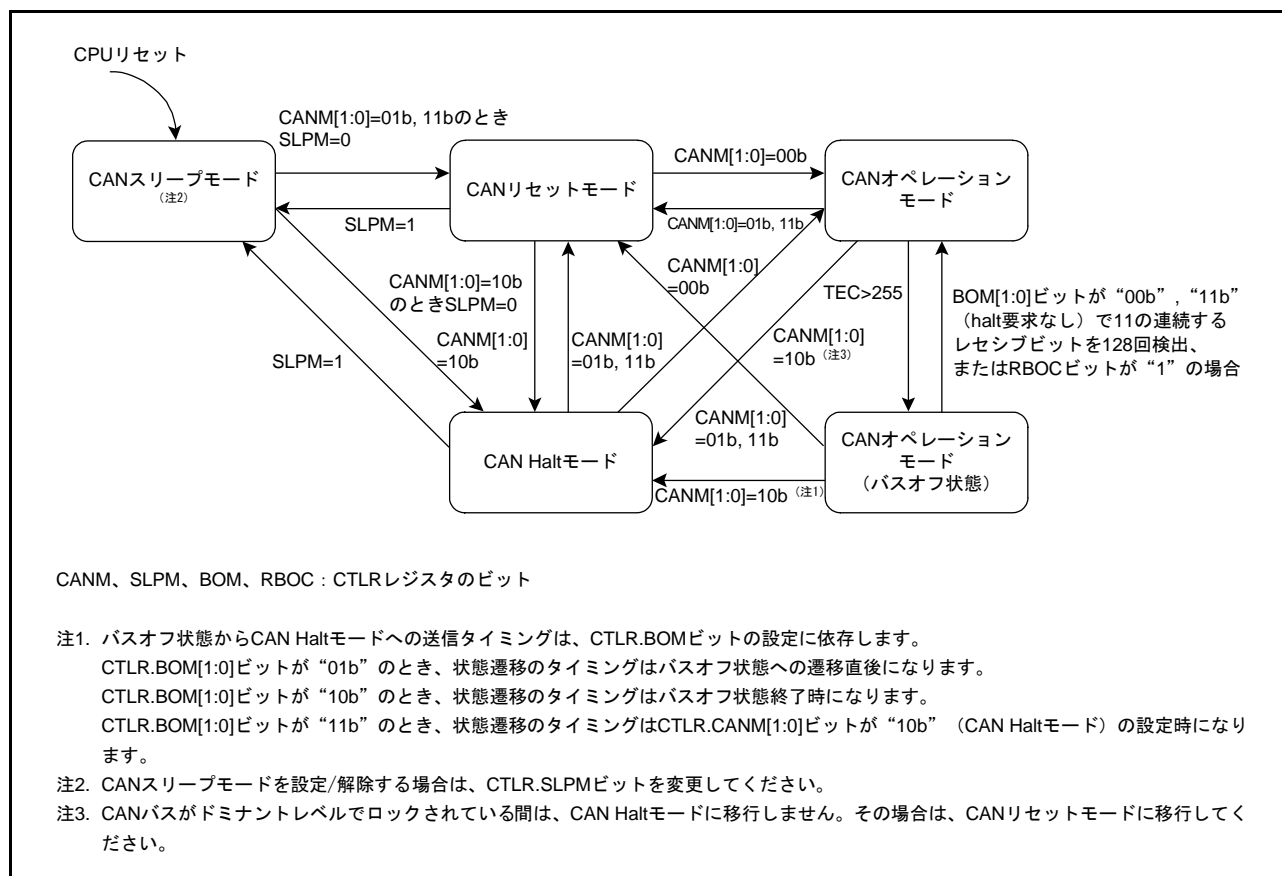 CPUリセット
CANM[1:0]=01b, 11bのとき
SLPM=0
CANスリープモード
(注2)
CANリセットモード
CANM[1:0]=00b
CANオペレーション
モード
SLPM=1
CANM[1:0]=01b, 11b
CANM[1:0]=10b
のときSLPM=0
CANM[1:0]
=10b
CANM[1:0]
=01b, 11b
CANM[1:0]
=00b
CANM[1:0]
=10b (注3)
TEC>255
BOM[1:0]ビットが“00b”, “11b”
（halt要求なし）で11の連続する
レセシブビットを128回検出、
またはRBOCビットが“1”の場合
SLPM=1
CAN Haltモード
CANM[1:0]
=01b, 11b
CANM[1:0]=10b (注1)
CANオペレーション
モード
（バスオフ状態）
CANM、SLPM、BOM、RBOC：CTLRレジスタのビット
注1. バスオフ状態からCAN Haltモードへの送信タイミングは、CTLR.BOMビットの設定に依存します。
CTLR.BOM[1:0]ビットが“01b”のとき、状態遷移のタイミングはバスオフ状態への遷移直後になります。
CTLR.BOM[1:0]ビットが“10b”のとき、状態遷移のタイミングはバスオフ状態終了時になります。
CTLR.BOM[1:0]ビットが“11b”のとき、状態遷移のタイミングはCTLR.CANM[1:0]ビットが“10b”（CAN Haltモード）の設定時になり
ます。
注2. CANスリープモードを設定/解除する場合は、CTLR.SLPMビットを変更してください。
注3. CANバスがドミナントレベルでロックされている間は、CAN Haltモードに移行しません。その場合は、CANリセットモードに移行してく
ださい。